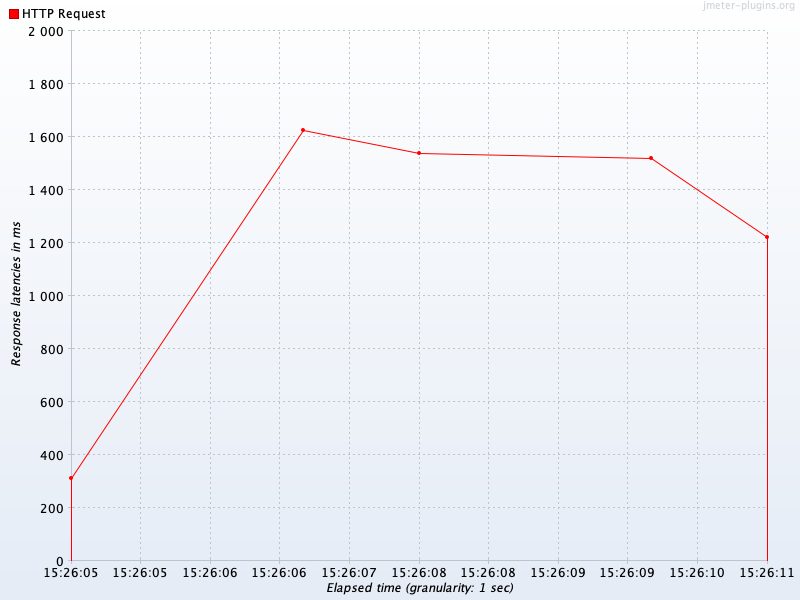 jmeter-plugins.org
HTTP Request
2 000
1 800
1 600
1 400
1 200
1 000
800
600
400
200
0
Response latencies in ms
15:26:05 15:26:05 15:26:06 15:26:06 15:26:07 15:26:08 15:26:08 15:26:09 15:26:09 15:26:10 15:26:11
Elapsed time (granularity: 1 sec)